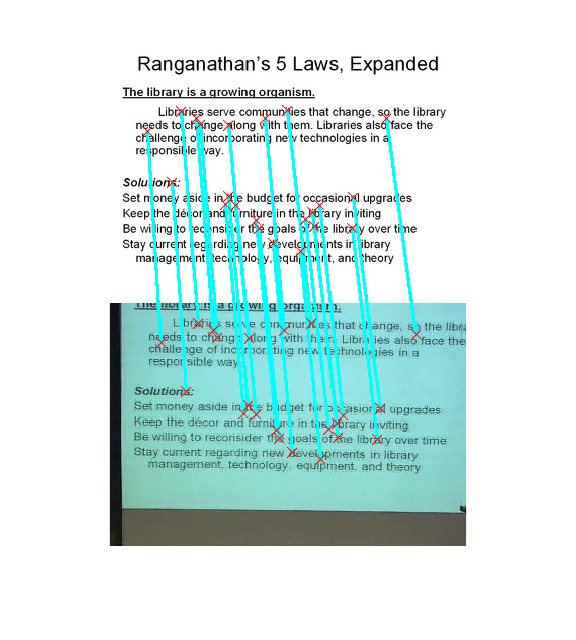 Ranganathan's 5 Laws, Expanded
The library is a growing organism.
Libraries serve communities that change, so the library
needs to change along with them. Libraries also face the
challenge of incorporating new technologies in a
responsible way.
Solutions:
Set money aside in the budget for occasional upgrades
Keep the décor and furniture in the library inviting
Be willing to reconsider the goals of the library over time
Stay current regarding new developments in library
management, technology, equipment, and theory
The library is a growing organism.
Libraries serve communities that change, so the libra
needs to change along with them. Libraries also face the
challenge of incorporating new technologies in a
responsible way
Solutions:
Set money aside in the budget for occasional upgrades
Keep the décor and furniture in the library inviting
Be willing to reconsider the goals of the library over time
Stay current regarding new developments in library
management, technology, equipment, and theory